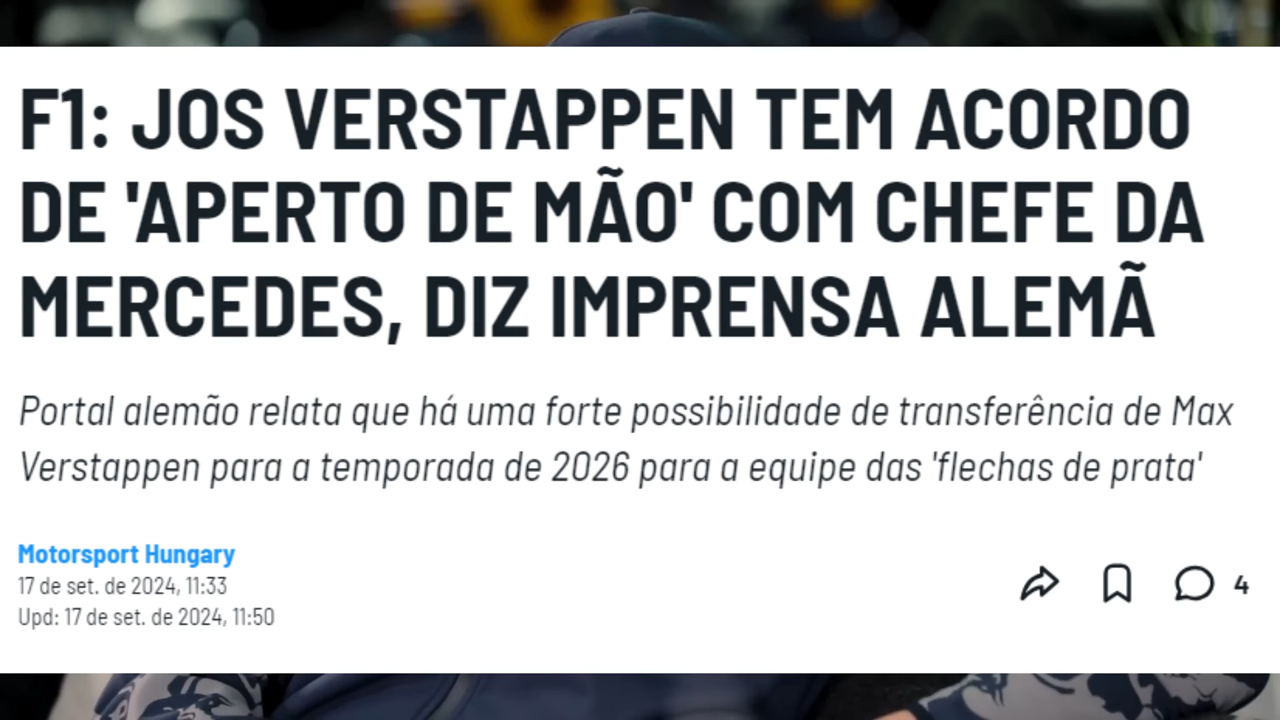 F1: JOS VERSTAPPEN TEM ACORDO
DE 'APERTO DE MÃO' COM CHEFE DA
MERCEDES, DIZ IMPRENSA ALEMÃ
Portal alemão relata que há uma forte possibilidade de transferência de Max
Verstappen para a temporada de 2026 para a equipe das 'flechas de prata'
Motorsport Hungary
17 de set. de 2024, 11:33
Upd: 17 de set. de 2024, 11:50
4